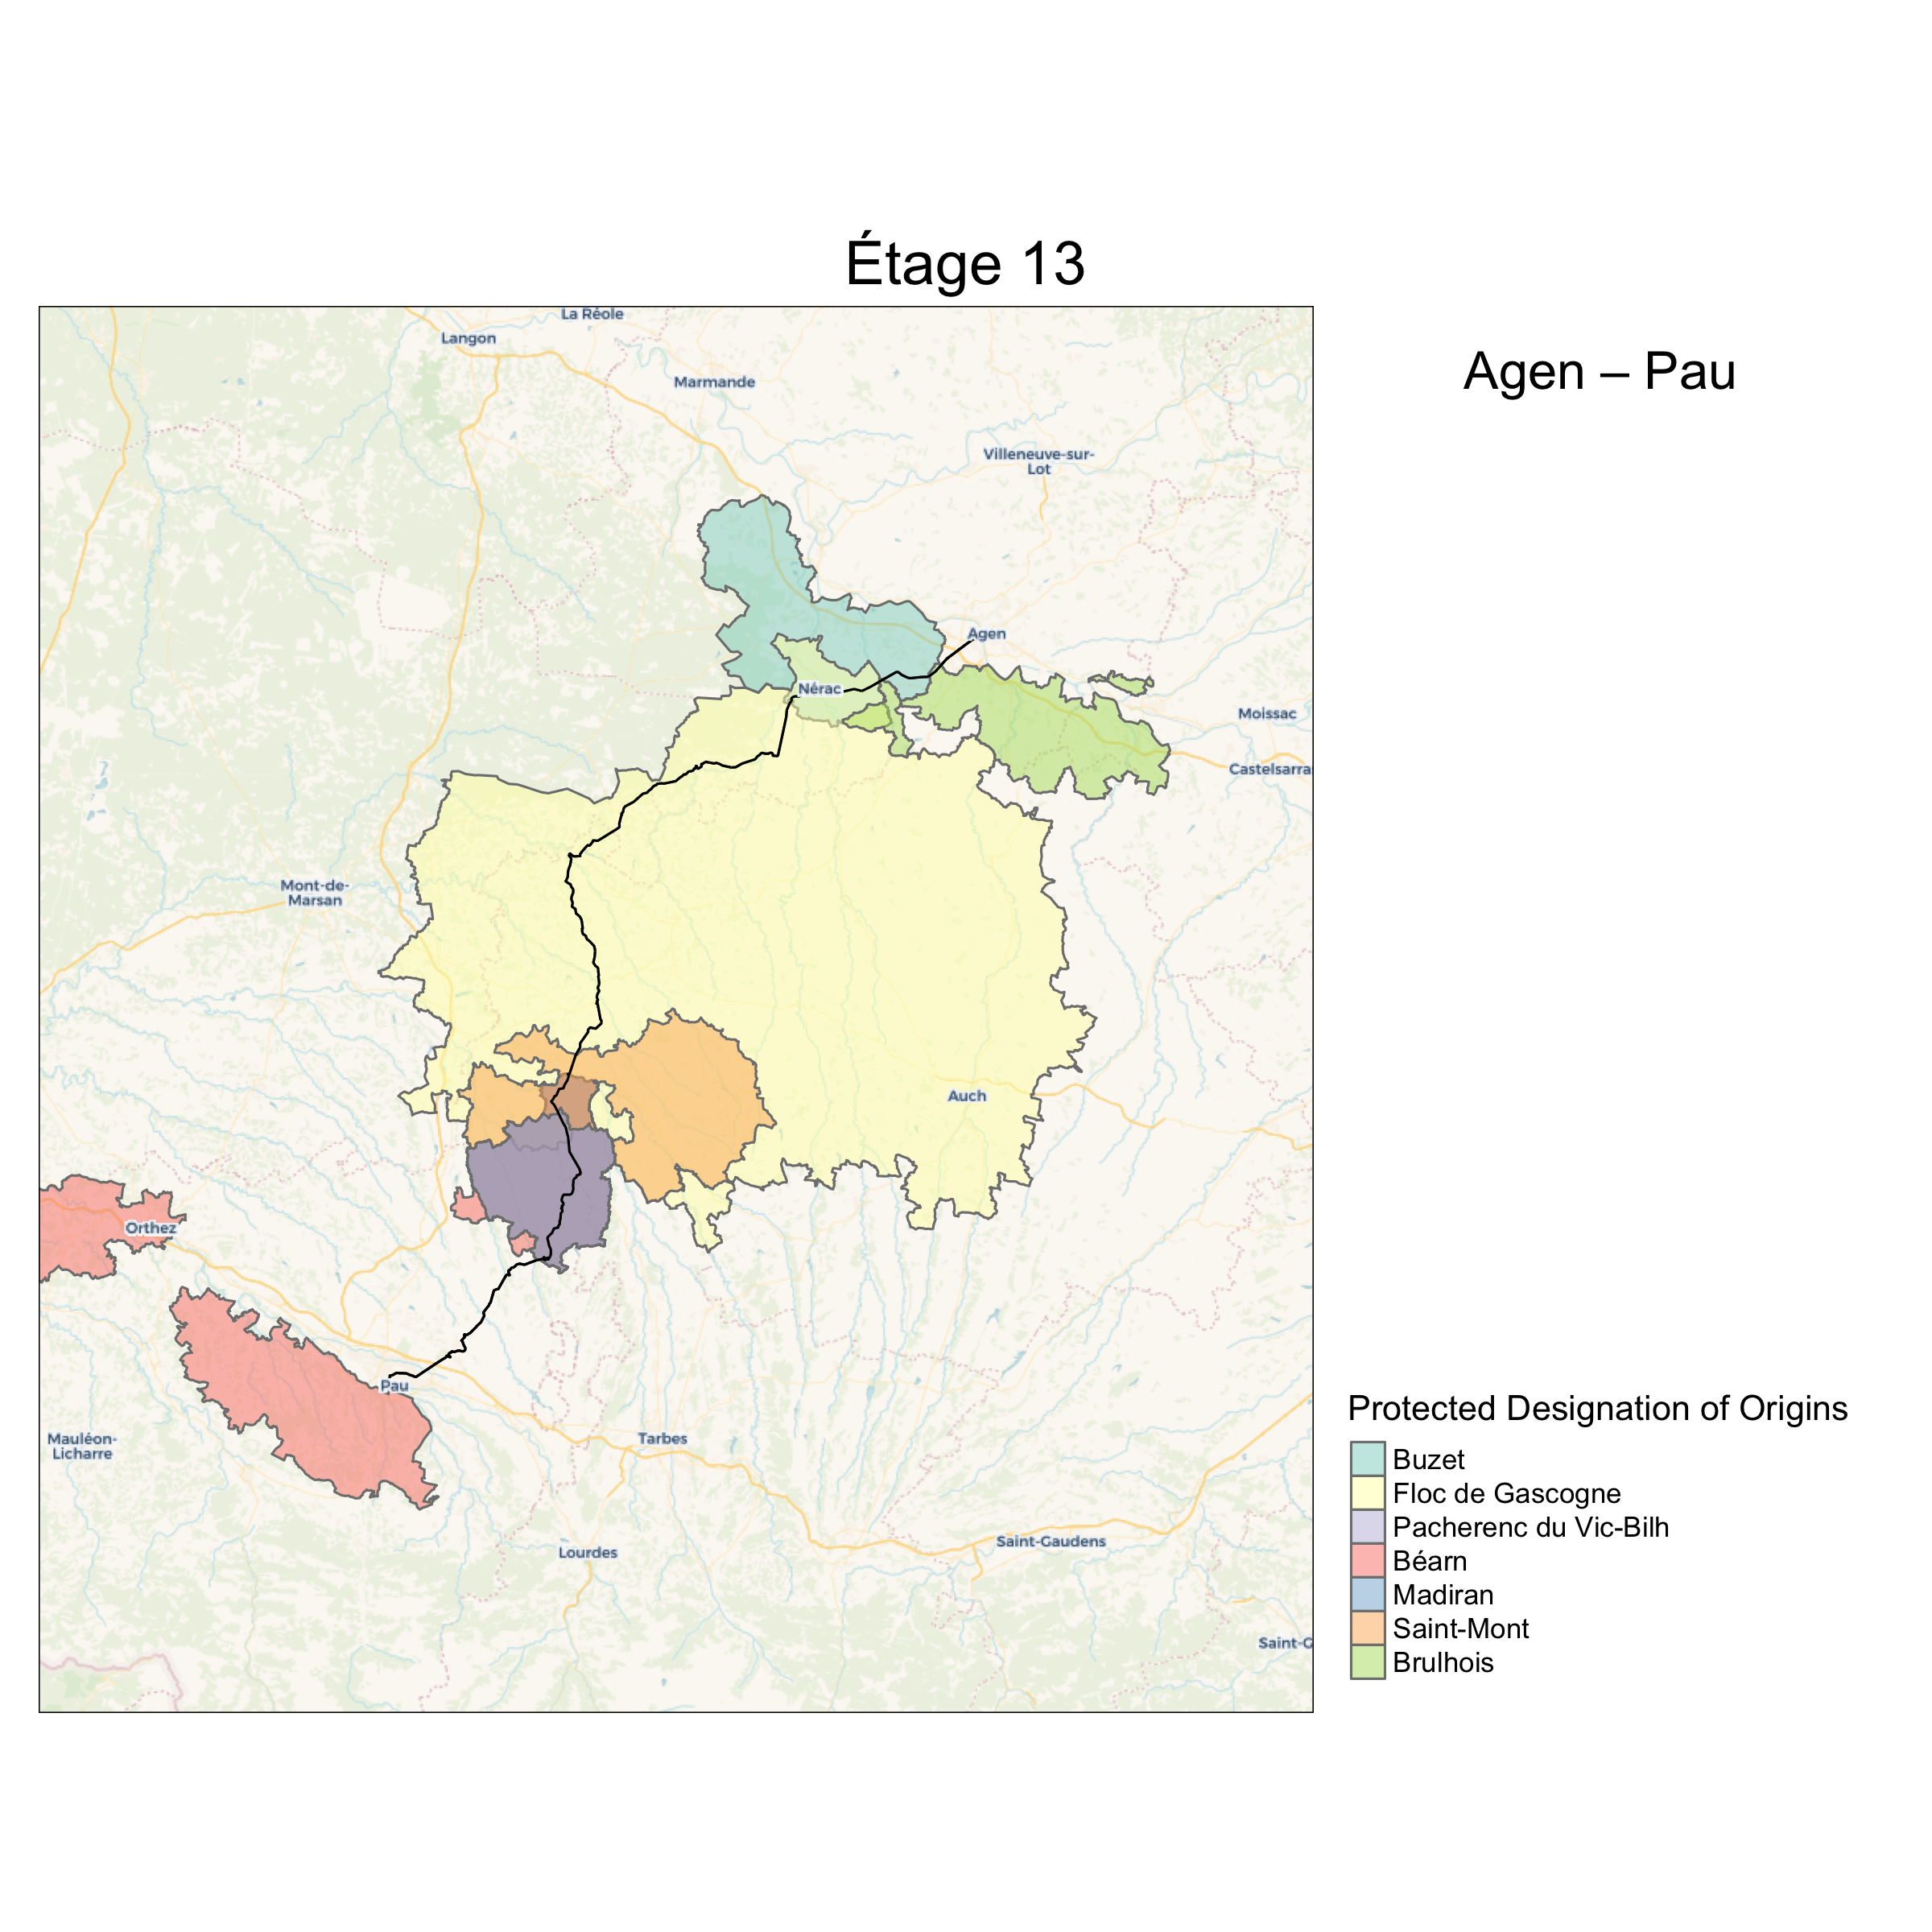 Étage 13
Agen – Pau
La Réole
Langon
Marmande
Villeneuve-sur-
Lot
Agen
Nérac
Moissac
Castelsarra
Mont-de-
Marsan
Auch
Orthez
Pau
Mauléon-
Licharre
Tarbes
Saint-Gaudens
Lourdes
Saint-G
Protected Designation of Origins
Buzet
Floc de Gascogne
Pacherenc du Vic-Bilh
Béarn
Madiran
Saint-Mont
Brulhois